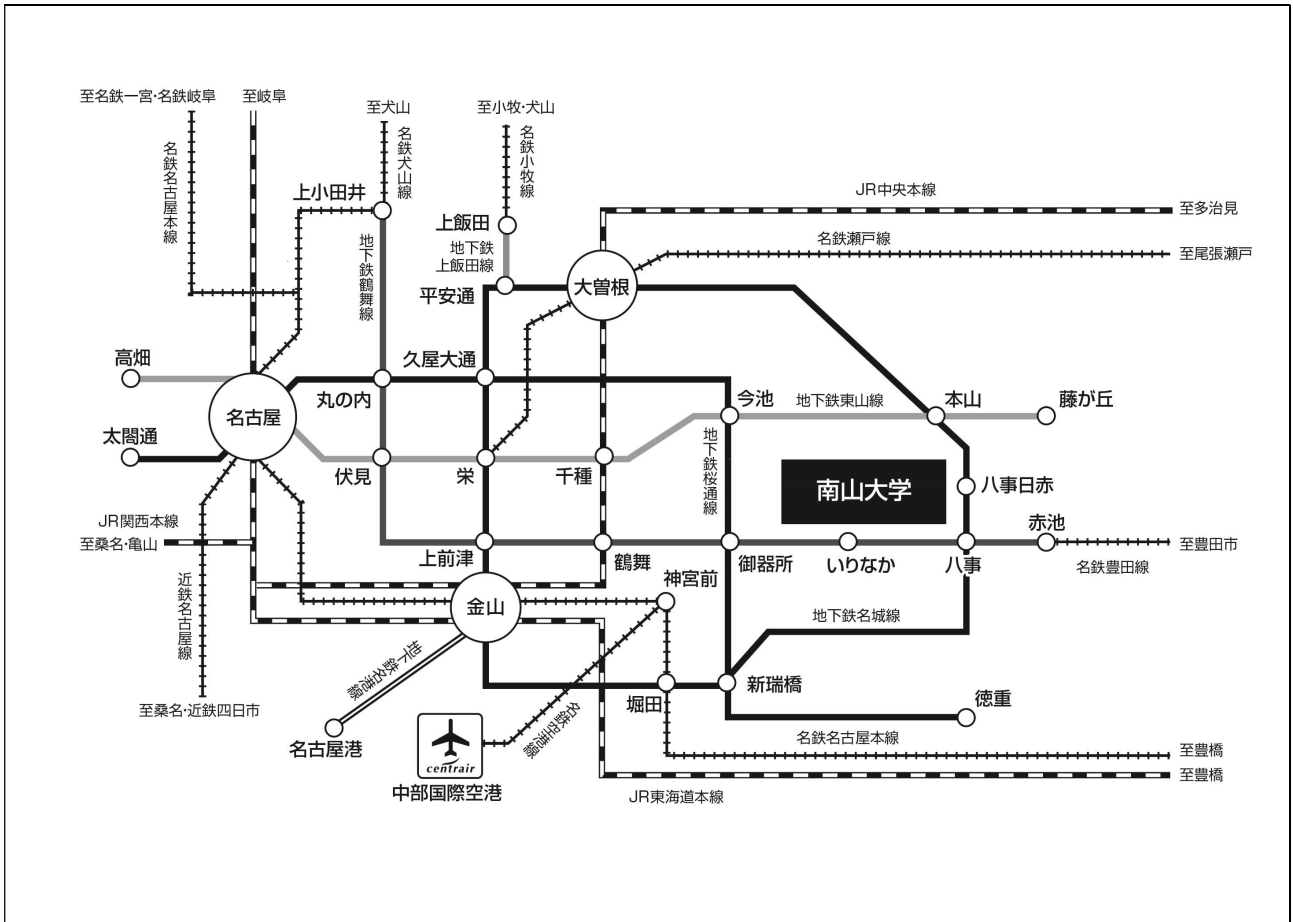 至名鉄一宮・名鉄岐阜
至岐阜
至犬山
至小牧・犬山
名鉄名古屋本線
名鉄犬山線
名鉄小牧線
上小田井
上飯田
JR中央本線
至多治見
名鉄瀬戸線
至尾張瀬戸
地下鉄鶴舞線
地下鉄
上飯田線
平安通
大曽根
高畑
久屋大通
名古屋
丸の内
今池
地下鉄東山線
本山
藤が丘
太閤通
伏見
栄
千種
地下鉄桜通線
南山大学
八事日赤
JR関西本線
至桑名・亀山
上前津
鶴舞
御器所
いりなか
八事
赤池
至豊田市
名鉄豊田線
近鉄名古屋線
金山
神宮前
地下鉄名城線
地下鉄名港線
至桑名・近鉄四日市
名古屋港
堀田
新瑞橋
徳重
名鉄空港線
centrair
中部国際空港
名鉄名古屋本線
至豊橋
至豊橋
JR東海道本線